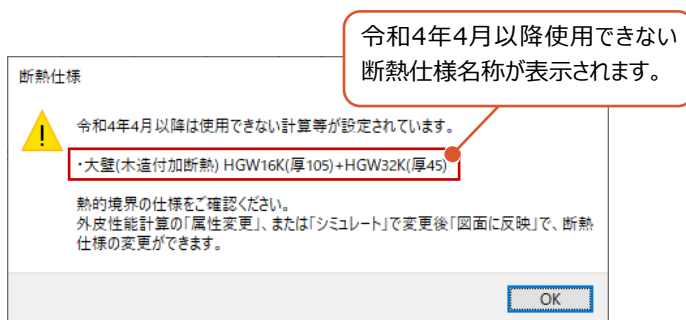 令和4年4月以降使用できない
断熱仕様名称が表示されます。
断熱仕様
令和4年4月以降は使用できない計算等が設定されています。
・大壁(木造付加断熱) HGW16K(厚105)+HGW32K(厚45)
熱的境界の仕様をご確認ください。
外皮性能計算の「属性変更」、または「シミュレート」で変更後「図面に反映」で、断熱
仕様の変更ができます。
OK